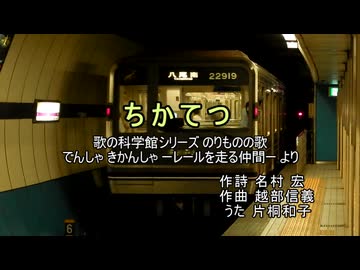 八尾南 22919
ちかてつ
歌の科学館シリーズ のりものの歌
でんしゃ きかんしゃ ーレールを走る仲間ー より
作詩 名村 宏
作曲 越部信義
うた 片桐和子
6